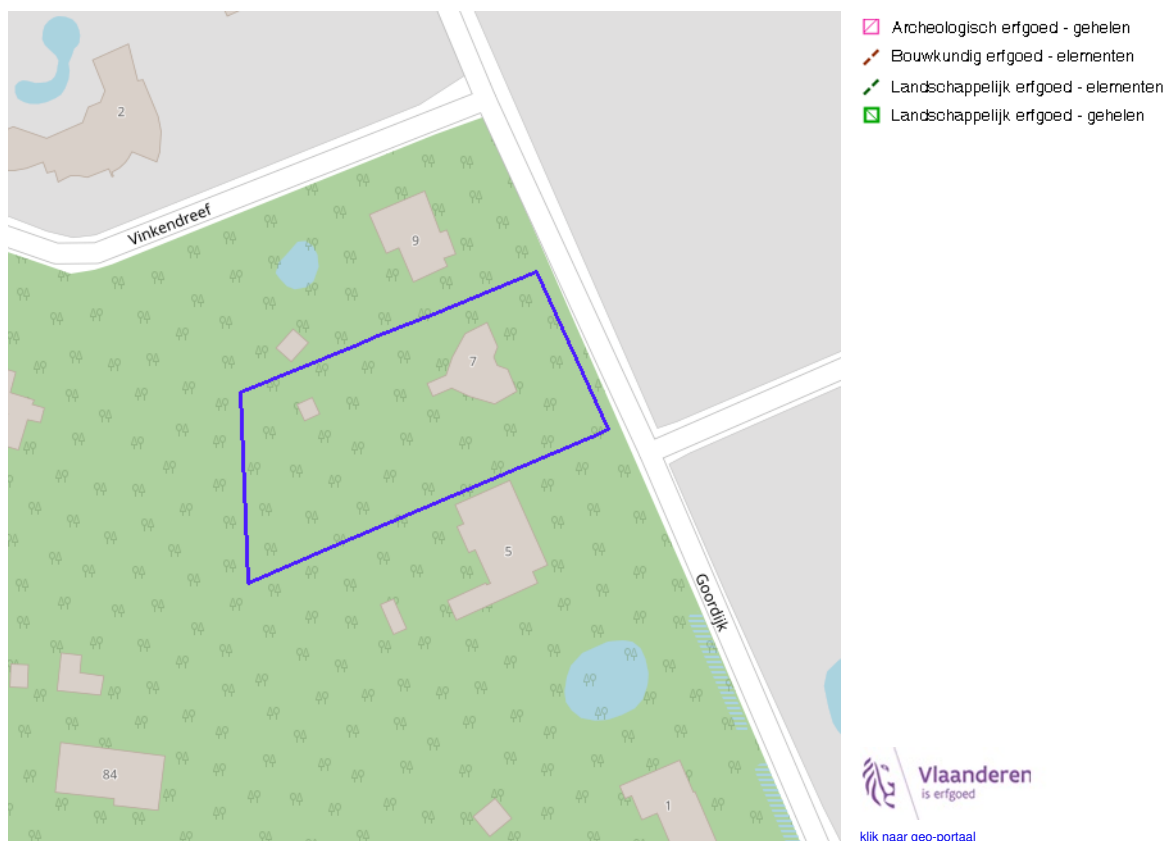 Archeologisch erfgoed - gehelen
Bouwkundig erfgoed - elementen
Landschappelijk erfgoed - elementen
Landschappelijk erfgoed - gehelen
2
Vinkendreef
9
7
5
Goordijk
84
1
Vlaanderen
is erfgoed
klik naar geo-portaal